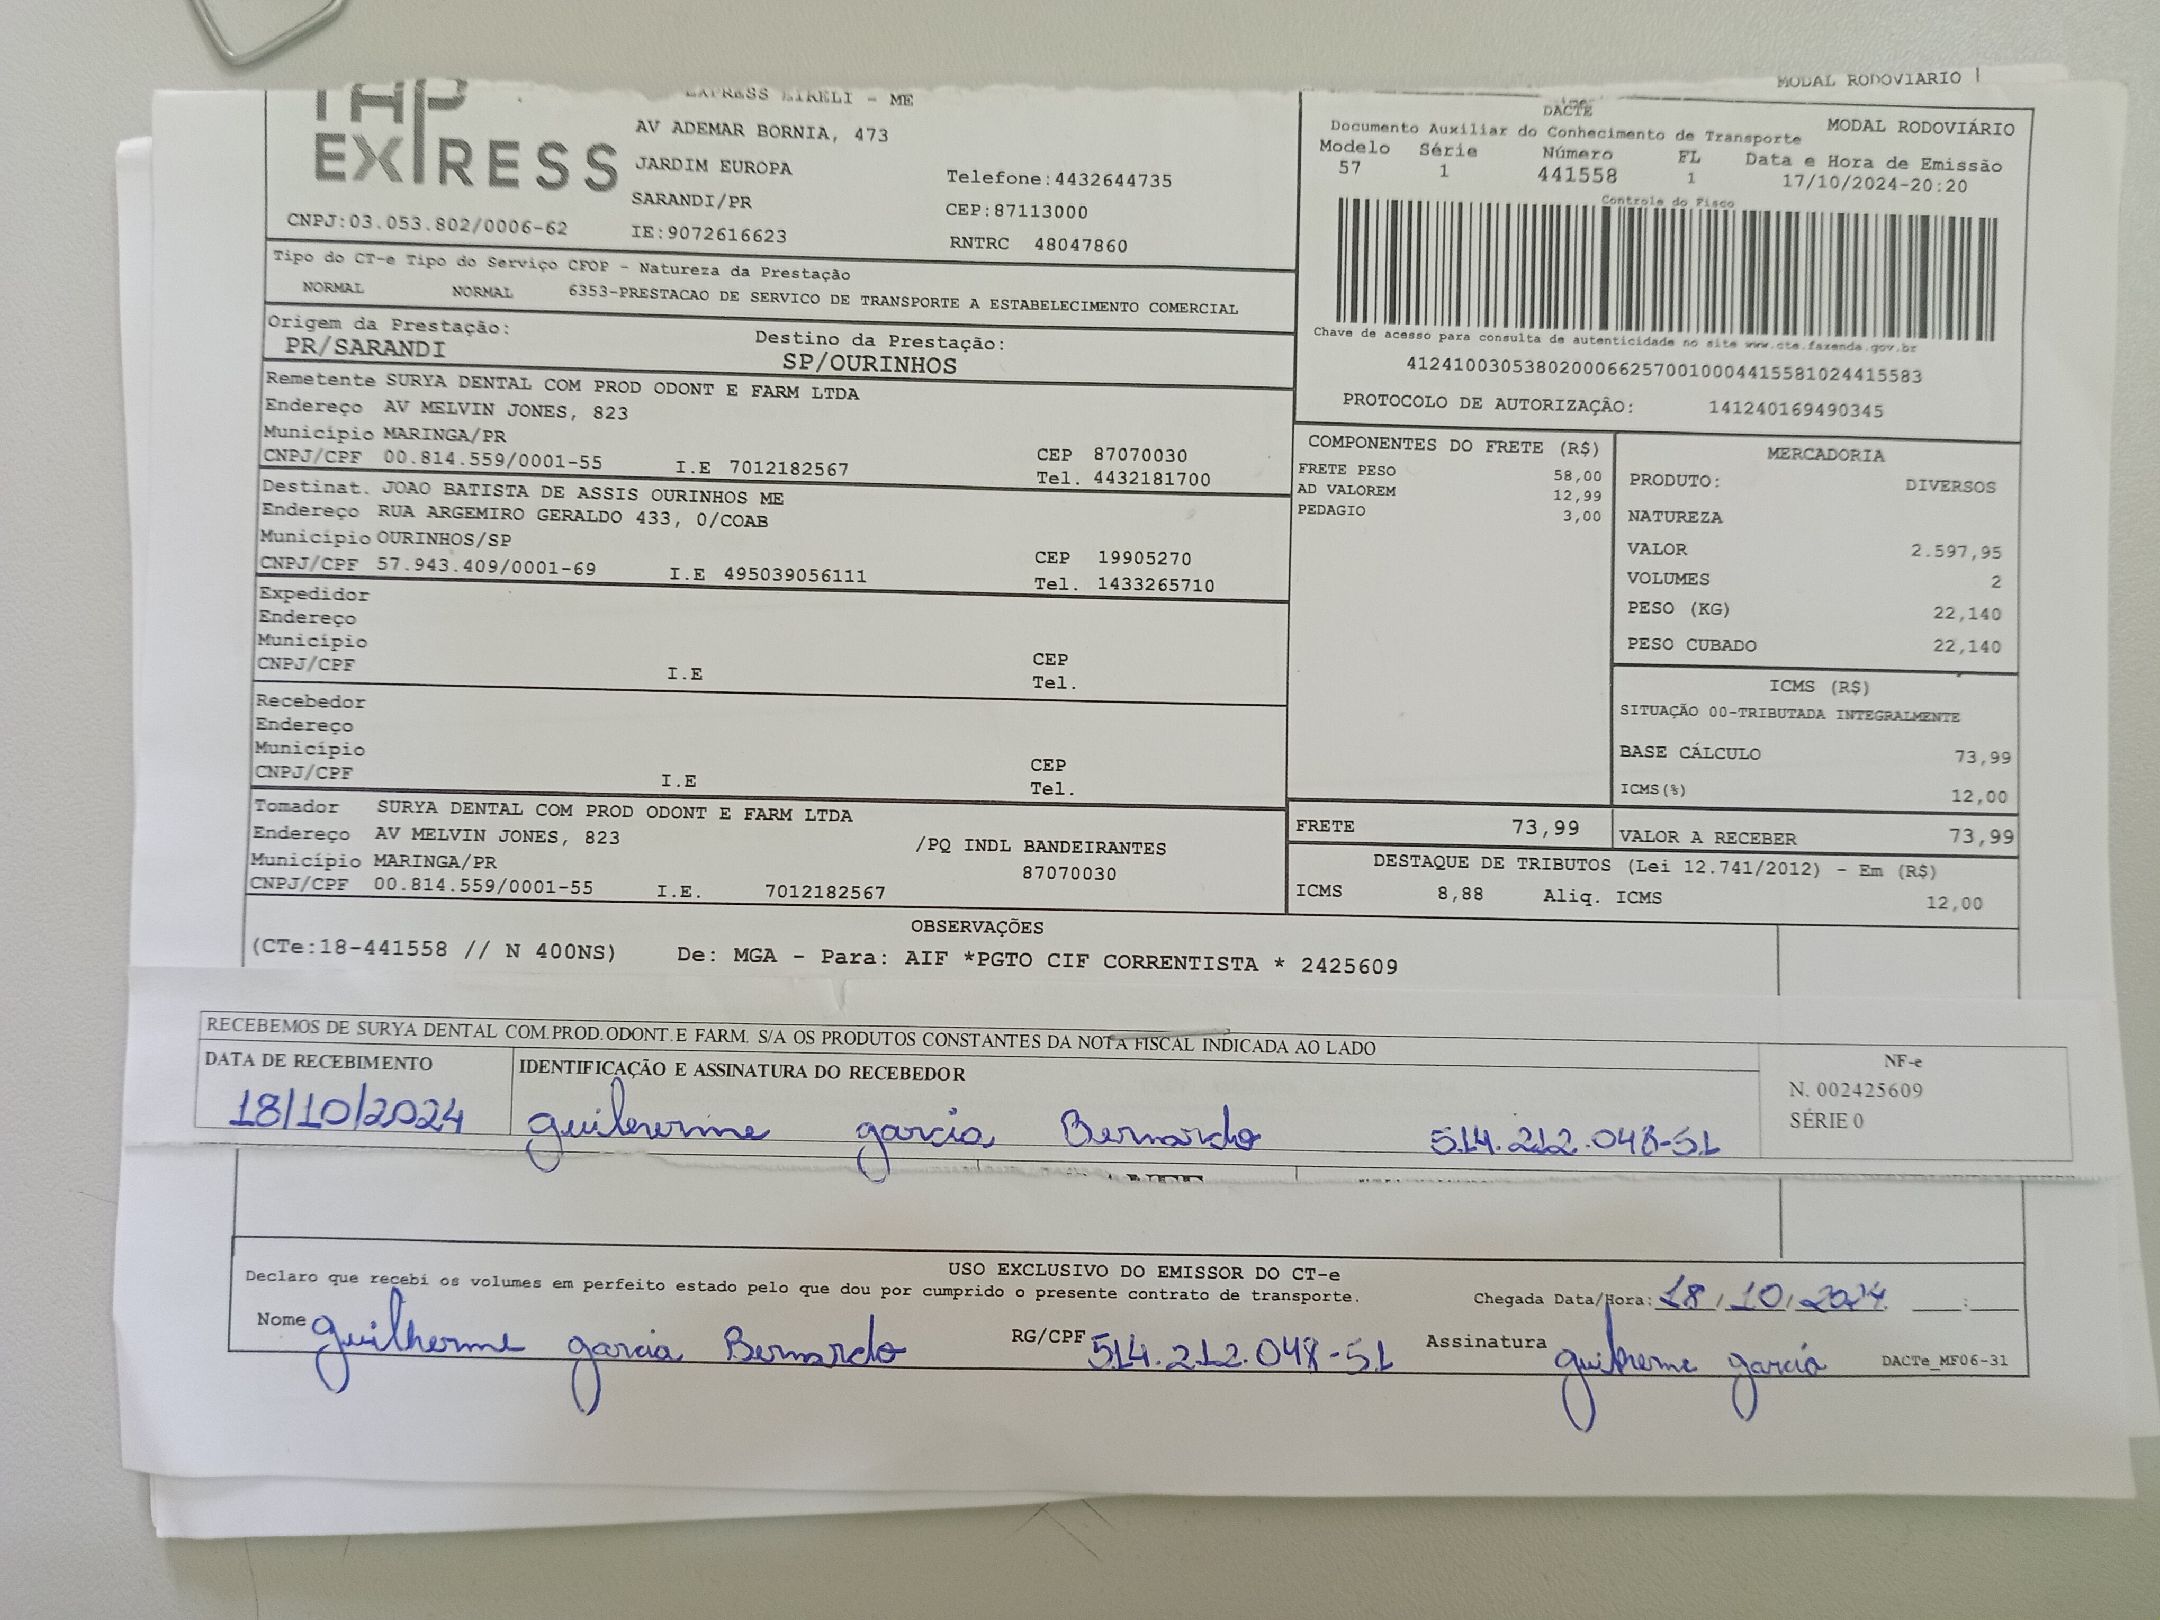 MODAL RODOVIARIO
TAP
EXPRESS
EXPRESS EIRELI - ME
AV ADEMAR BORNIA, 473
JARDIM EUROPA
SARANDI/PR
Telefone:4432644735
CEP:87113000
CNPJ:03.053.802/0006-62
IE:9072616623
RNTRC 48047860
DACTE
Documento Auxiliar do Conhecimento de Transporte
MODAL RODOVIÁRIO
Modelo Série Número FL Data e Hora de Emissão
57 1 441558 1 17/10/2024-20:20
Controle do Fisco
Chave de acesso para consulta de autenticidade no site www.cte.fazenda.gov.br
41241003053802000662570010004415581024415583
PROTOCOLO DE AUTORIZAÇÃO: 141240169490345
Tipo do CT-e Tipo do Serviço CFOP - Natureza da Prestação
NORMAL NORMAL 6353-PRESTACAO DE SERVICO DE TRANSPORTE A ESTABELECIMENTO COMERCIAL
Origem da Prestação: Destino da Prestação:
PR/SARANDI SP/OURINHOS
Remetente SURYA DENTAL COM PROD ODONT E FARM LTDA
Endereço AV MELVIN JONES, 823
Município MARINGA/PR CEP 87070030
CNPJ/CPF 00.814.559/0001-55 I.E 7012182567 Tel. 4432181700
Destinat. JOAO BATISTA DE ASSIS OURINHOS ME
Endereço RUA ARGEMIRO GERALDO 433, 0/COAB
Município OURINHOS/SP CEP 19905270
CNPJ/CPF 57.943.409/0001-69 I.E 495039056111 Tel. 1433265710
Expedidor
Endereço
Município CEP
CNPJ/CPF I.E Tel.
Recebedor
Endereço
Município CEP
CNPJ/CPF I.E Tel.
Tomador SURYA DENTAL COM PROD ODONT E FARM LTDA
Endereço AV MELVIN JONES, 823 /PQ INDL BANDEIRANTES
Município MARINGA/PR 87070030
CNPJ/CPF 00.814.559/0001-55 I.E. 7012182567
COMPONENTES DO FRETE (R$)
FRETE PESO 58,00
AD VALOREM 12,99
PEDAGIO 3,00
MERCADORIA
PRODUTO: DIVERSOS
NATUREZA
VALOR 2.597,95
VOLUMES 2
PESO (KG) 22,140
PESO CUBADO 22,140
ICMS (R$)
SITUAÇÃO 00-TRIBUTADA INTEGRALMENTE
BASE CÁLCULO 73,99
ICMS(%) 12,00
FRETE 73,99 VALOR A RECEBER 73,99
DESTAQUE DE TRIBUTOS (Lei 12.741/2012) - Em (R$)
ICMS 8,88 Aliq. ICMS 12,00
OBSERVAÇÕES
(CTe:18-441558 // N 400NS) De: MGA - Para: AIF *PGTO CIF CORRENTISTA * 2425609
RECEBEMOS DE SURYA DENTAL COM.PROD.ODONT.E FARM. S/A OS PRODUTOS CONSTANTES DA NOTA FISCAL INDICADA AO LADO
DATA DE RECEBIMENTO IDENTIFICAÇÃO E ASSINATURA DO RECEBEDOR
18/10/2024 guilherme garcia Bernardo 514.212.048-51
NF-e
N. 002425609
SÉRIE 0
USO EXCLUSIVO DO EMISSOR DO CT-e
Declaro que recebi os volumes em perfeito estado pelo que dou por cumprido o presente contrato de transporte. Chegada Data/Hora: 18/10/2024 ___:___
Nome guilherme garcia Bernardo RG/CPF 514.212.048-51 Assinatura guilherme garcia DACTe_MF06-31